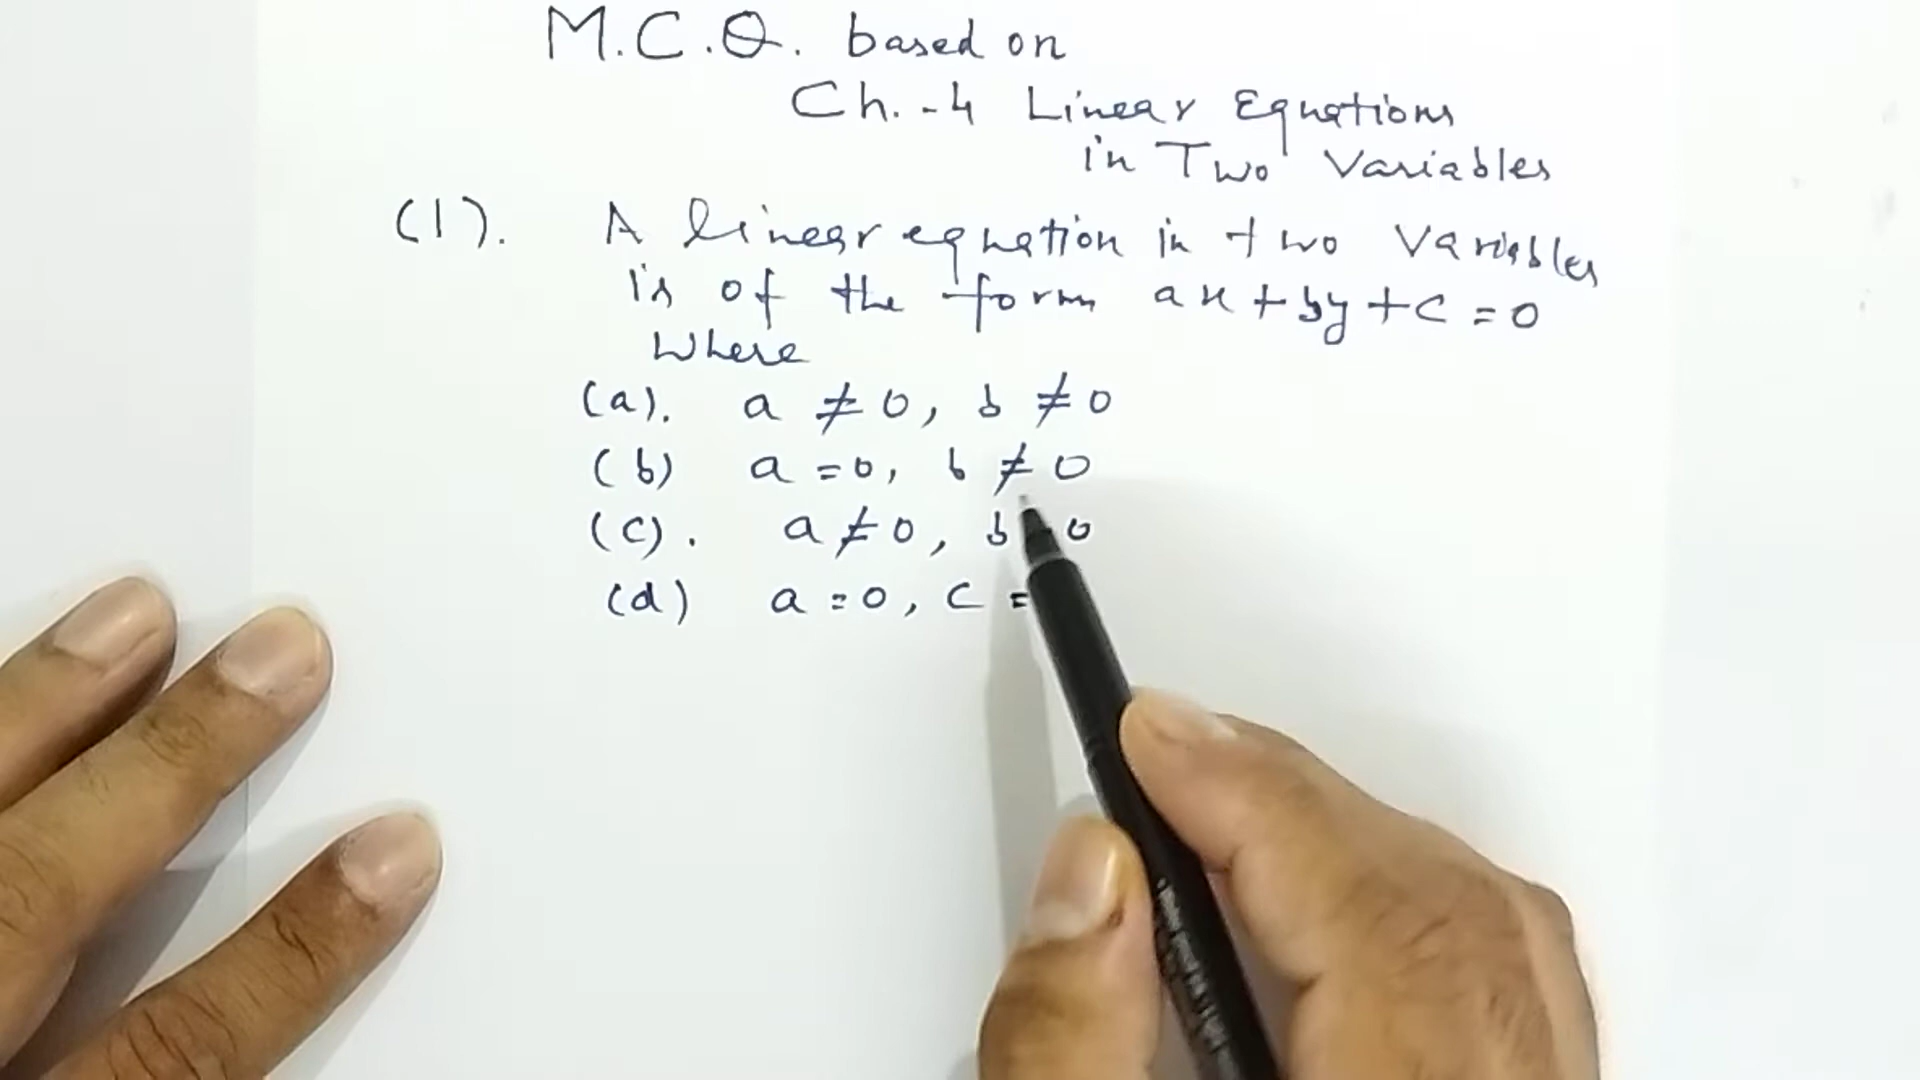 M.C.Q. based on
Ch.-4 Linear Equations
in Two Variables
(1). A linear equation in two Variables
is of the form ax+by+c=0
Where
(a). a ≠ 0, b ≠ 0
(b) a = 0, b ≠ 0
(c). a ≠ 0, b 0
(d) a = 0, c =